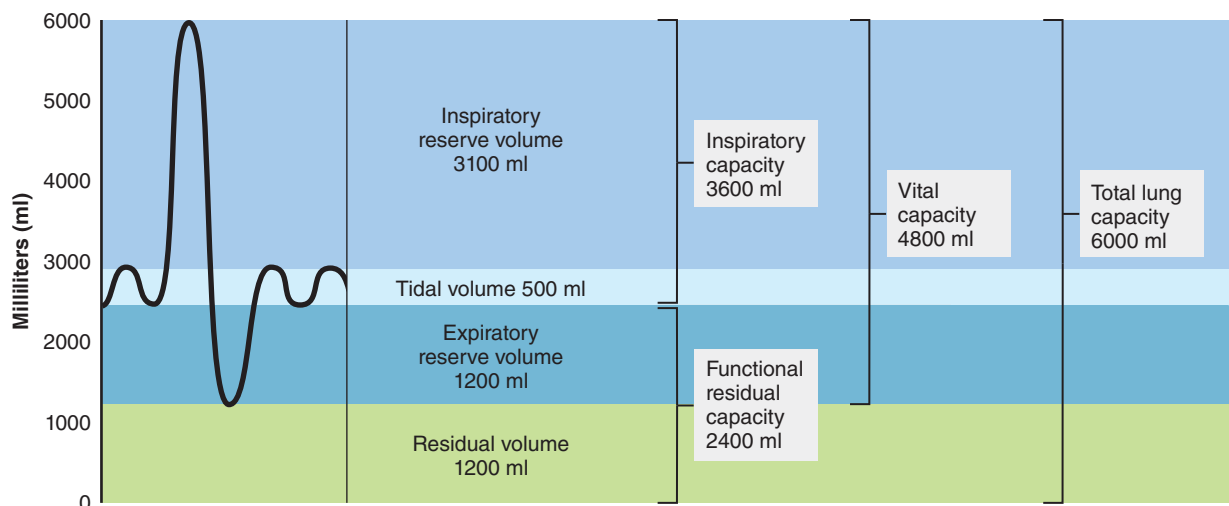 6000
5000
4000
3000
2000
1000
0
Milliliters (ml)
Inspiratory
reserve volume
3100 ml
Tidal volume 500 ml
Expiratory
reserve volume
1200 ml
Residual volume
1200 ml
Inspiratory
capacity
3600 ml
Functional
residual
capacity
2400 ml
Vital
capacity
4800 ml
Total lung
capacity
6000 ml